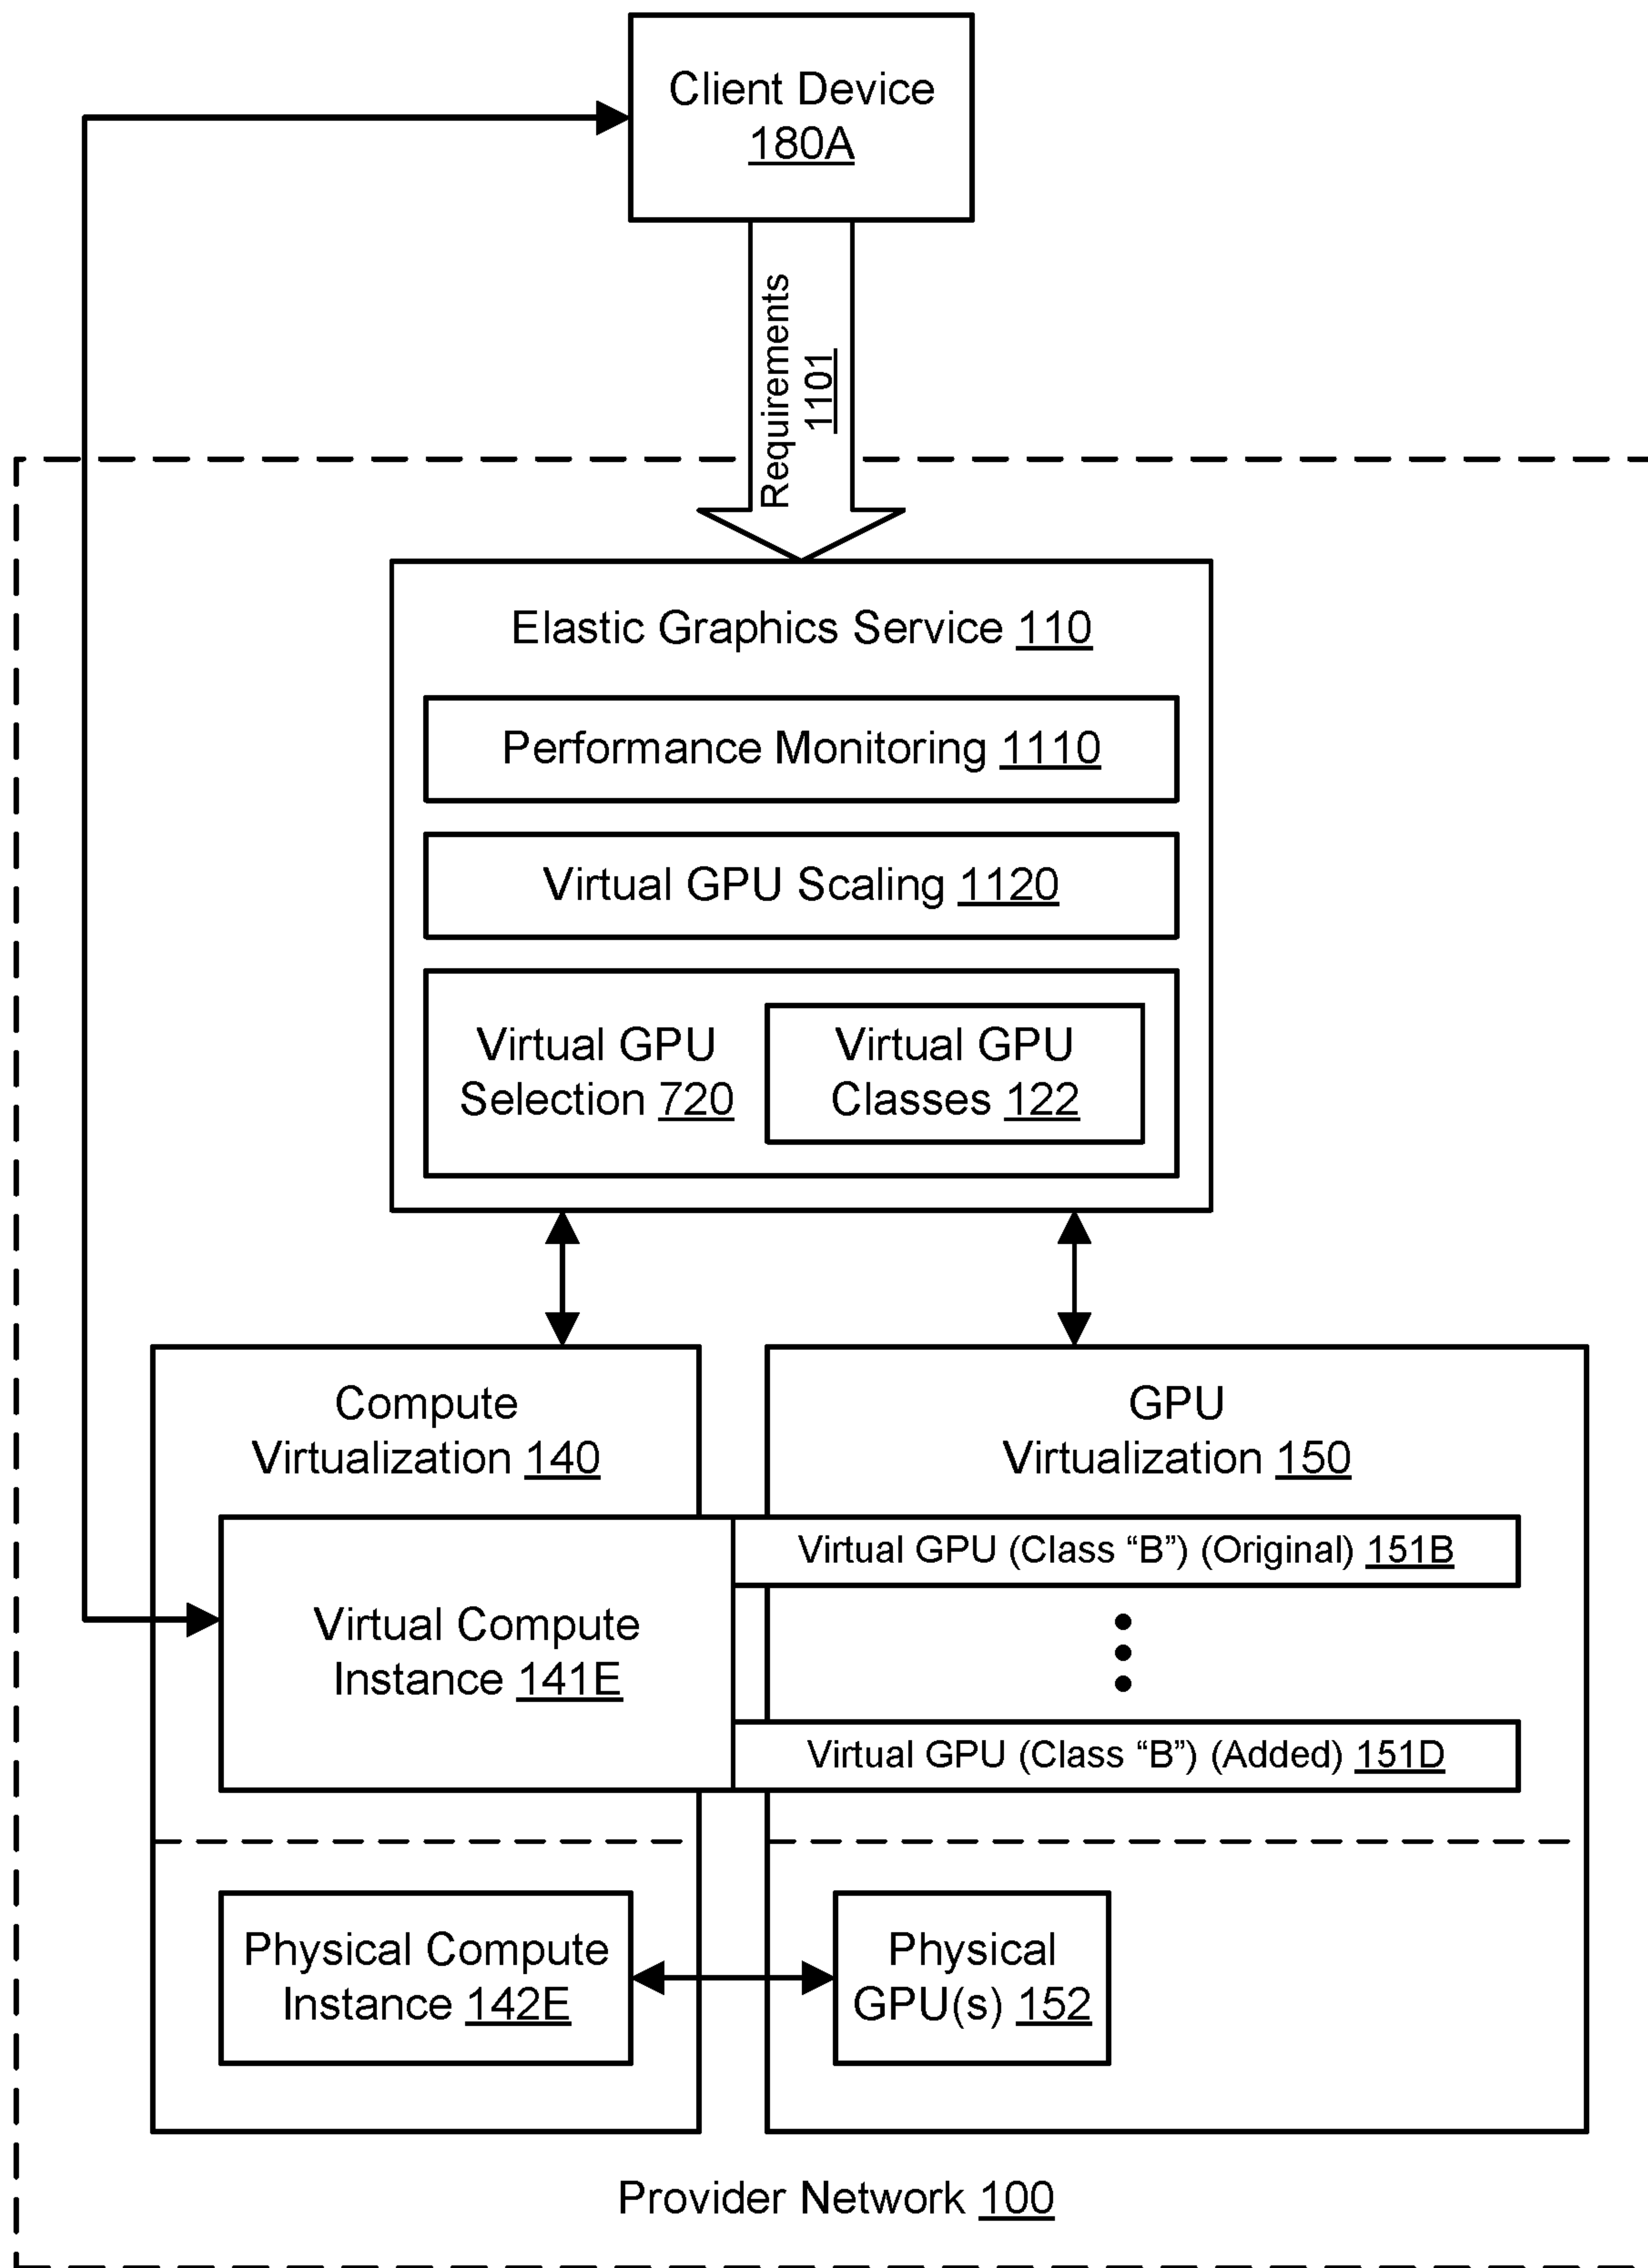 Client Device
180A
Requirements
1101
Elastic Graphics Service 110
Performance Monitoring 1110
Virtual GPU Scaling 1120
Virtual GPU
Selection 720
Virtual GPU
Classes 122
Compute
Virtualization 140
GPU
Virtualization 150
Virtual GPU (Class “B”) (Original) 151B
Virtual Compute
Instance 141E
Virtual GPU (Class “B”) (Added) 151D
Physical Compute
Instance 142E
Physical
GPU(s) 152
Provider Network 100